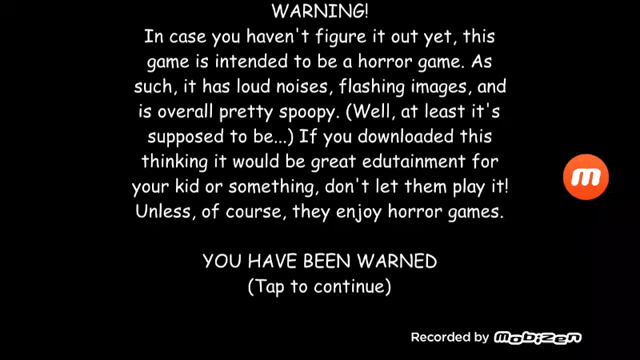 WARNING!
In case you haven't figure it out yet, this
game is intended to be a horror game. As
such, it has loud noises, flashing images, and
is overall pretty spoopy. (Well, at least it's
supposed to be...) If you downloaded this
thinking it would be great edutainment for
your kid or something, don't let them play it!
Unless, of course, they enjoy horror games.
YOU HAVE BEEN WARNED
(Tap to continue)
m
Recorded by mobizen